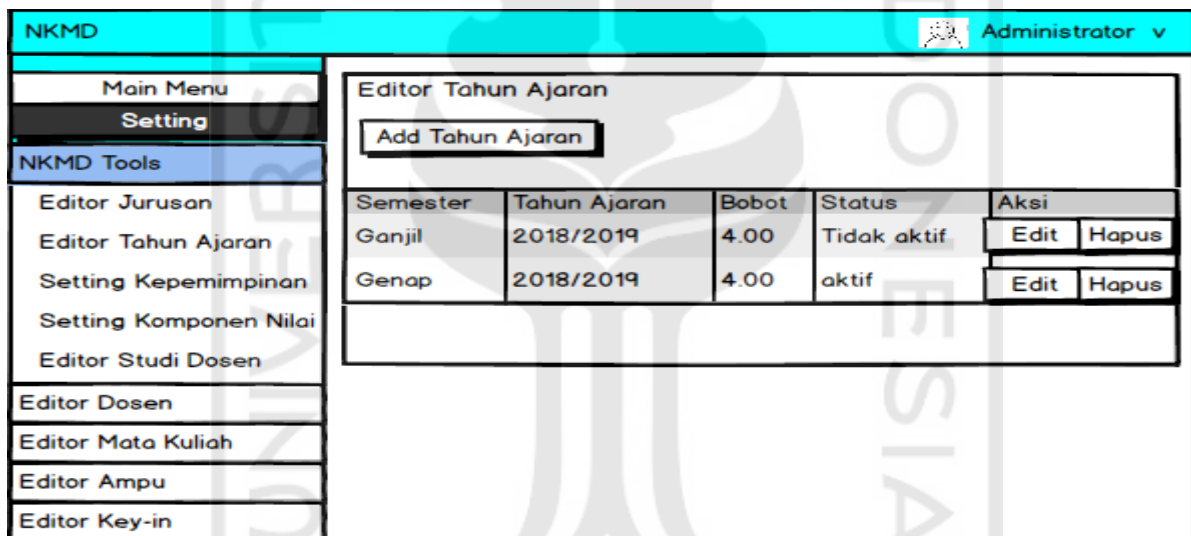 NKMD Administrator v
Main Menu
Setting
NKMD Tools
Editor Jurusan
Editor Tahun Ajaran
Setting Kepemimpinan
Setting Komponen Nilai
Editor Studi Dosen
Editor Dosen
Editor Mata Kuliah
Editor Ampu
Editor Key-in
Editor Tahun Ajaran
Add Tahun Ajaran
Semester Tahun Ajaran Bobot Status Aksi
Ganjil 2018/2019 4.00 Tidak aktif Edit Hapus
Genap 2018/2019 4.00 aktif Edit Hapus
UNIVERSIT
DONESIA